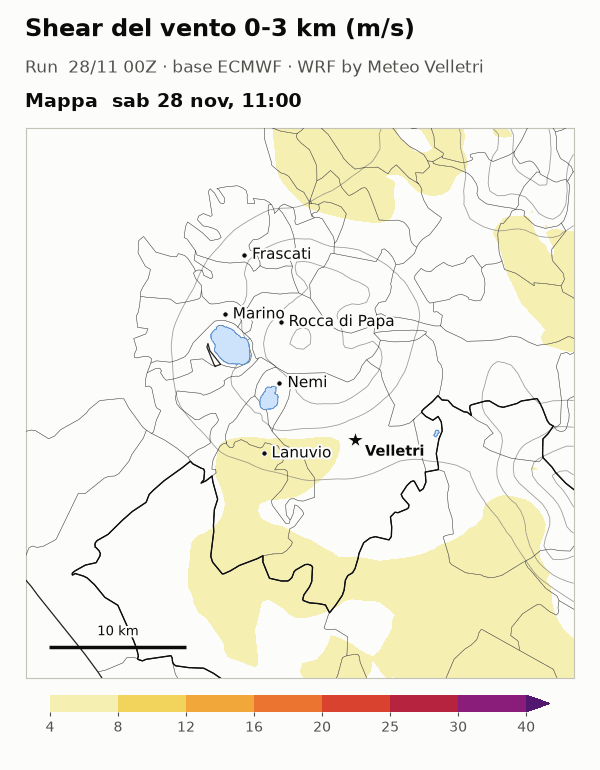 Shear del vento 0-3 km (m/s)
Run 28/11 00Z · base ECMWF · WRF by Meteo Velletri
Mappa sab 28 nov, 11:00
Frascati
Marino
Rocca di Papa
Nemi
Velletri
Lanuvio
10 km
4 8 12 16 20 25 30 40